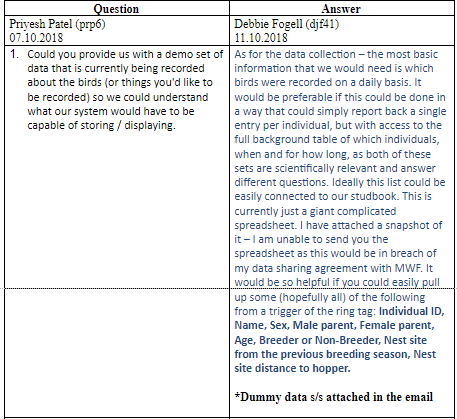 Question
Answer
Priyesh Patel (prp6)
07.10.2018
Debbie Fogell (djf41)
11.10.2018
1. Could you provide us with a demo set of
data that is currently being recorded
about the birds (or things you'd like to
be recorded) so we could understand
what our system would have to be
capable of storing / displaying.
As for the data collection – the most basic
information that we would need is which
birds were recorded on a daily basis. It
would be preferable if this could be done in
a way that could simply report back a single
entry per individual, but with access to the
full background table of which individuals,
when and for how long, as both of these
sets are scientifically relevant and answer
different questions. Ideally this list could be
easily connected to our studbook. This is
currently just a giant complicated
spreadsheet. I have attached a snapshot of
it – I am unable to send you the
spreadsheet as this would be in breach of
my data sharing agreement with MWF. It
would be so helpful if you could easily pull
up some (hopefully all) of the following
from a trigger of the ring tag: Individual ID,
Name, Sex, Male parent, Female parent,
Age, Breeder or Non-Breeder, Nest site
from the previous breeding season, Nest
site distance to hopper.
*Dummy data s/s attached in the email